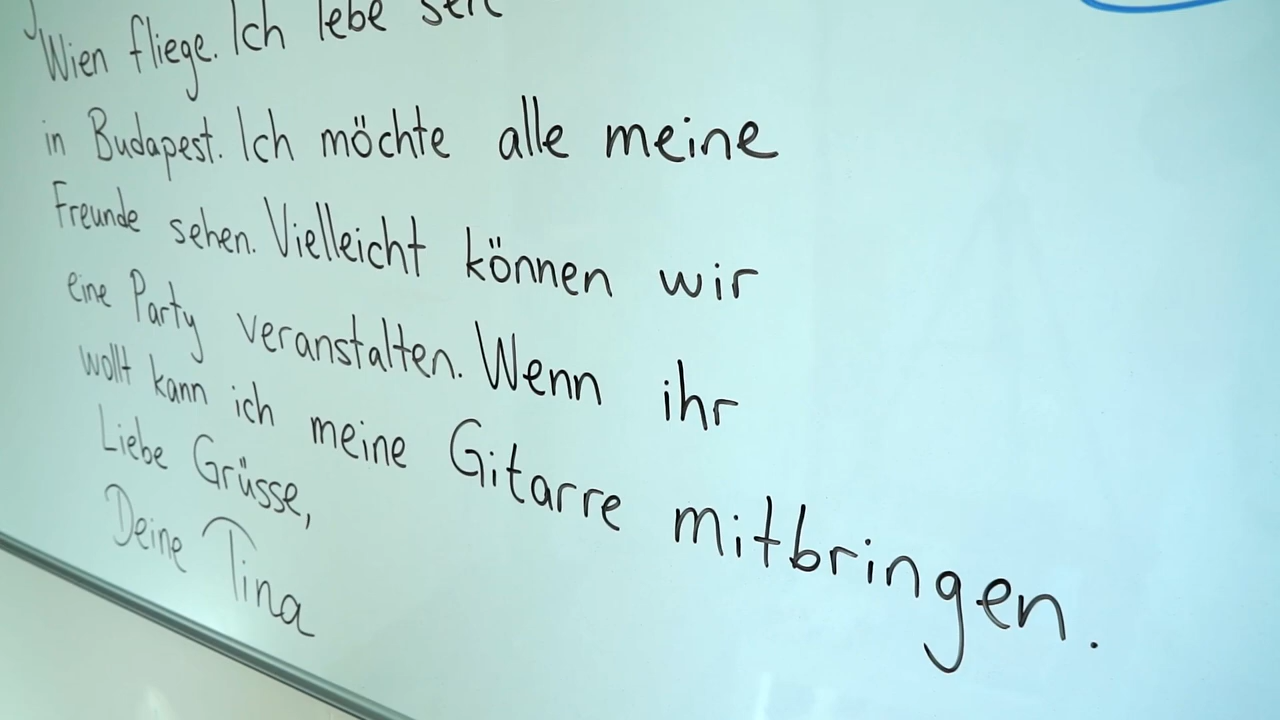 Wien fliege. Ich lebe seit
in Budapest. Ich möchte alle meine
Freunde sehen. Vielleicht können wir
eine Party veranstalten. Wenn ihr
wollt kann ich meine Gitarre mitbringen.
Liebe Grüsse,
Deine Tina